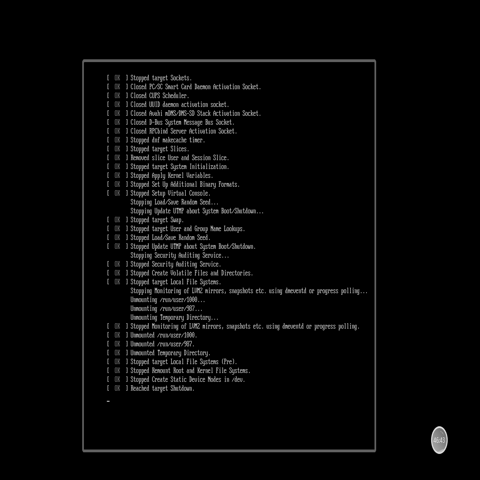 [ OK ] Stopped target Sockets.
[ OK ] Closed PC/SC Smart Card Daemon Activation Socket.
[ OK ] Closed CUPS Scheduler.
[ OK ] Closed UUID daemon activation socket.
[ OK ] Closed Avahi mDNS/DNS-SD Stack Activation Socket.
[ OK ] Closed D-Bus System Message Bus Socket.
[ OK ] Closed RPCbind Server Activation Socket.
[ OK ] Stopped dnf makecache timer.
[ OK ] Stopped target Slices.
[ OK ] Removed slice User and Session Slice.
[ OK ] Stopped target System Initialization.
[ OK ] Stopped Apply Kernel Variables.
[ OK ] Stopped Set Up Additional Binary Formats.
[ OK ] Stopped Setup Virtual Console.
Stopping Load/Save Random Seed...
Stopping Update UTMP about System Boot/Shutdown...
[ OK ] Stopped target Swap.
[ OK ] Stopped target User and Group Name Lookups.
[ OK ] Stopped Load/Save Random Seed.
[ OK ] Stopped Update UTMP about System Boot/Shutdown.
Stopping Security Auditing Service...
[ OK ] Stopped Security Auditing Service.
[ OK ] Stopped Create Volatile Files and Directories.
[ OK ] Stopped target Local File Systems.
Stopping Monitoring of LVM2 mirrors, snapshots etc. using dmeventd or progress polling...
Unmounting /run/user/1000...
Unmounting /run/user/987...
Unmounting Temporary Directory...
[ OK ] Stopped Monitoring of LVM2 mirrors, snapshots etc. using dmeventd or progress polling.
[ OK ] Unmounted /run/user/1000.
[ OK ] Unmounted /run/user/987.
[ OK ] Unmounted Temporary Directory.
[ OK ] Stopped target Local File Systems (Pre).
[ OK ] Stopped Remount Root and Kernel File Systems.
[ OK ] Stopped Create Static Device Nodes in /dev.
[ OK ] Reached target Shutdown.